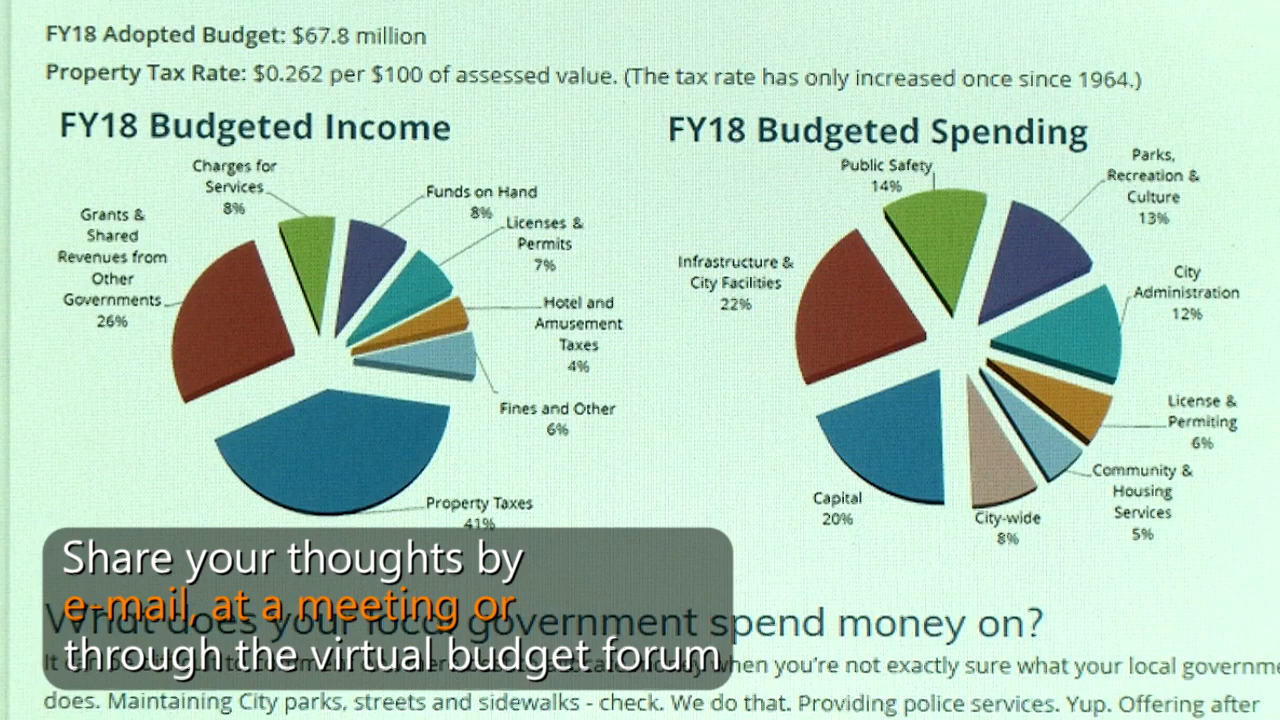 FY18 Adopted Budget: $67.8 million
Property Tax Rate: $0.262 per $100 of assessed value. (The tax rate has only increased once since 1964.)
FY18 Budgeted Income
Charges for
Services
8%
Funds on Hand
8%
Grants &
Shared
Revenues from
Other
Governments
26%
Licenses &
Permits
7%
Hotel and
Amusement
Taxes
4%
Fines and Other
6%
Property Taxes
41%
FY18 Budgeted Spending
Public Safety
14%
Parks,
Recreation &
Culture
13%
Infrastructure &
City Facilities
22%
City
Administration
12%
License &
Permiting
6%
Community &
Housing
Services
5%
City-wide
8%
Capital
20%
Share your thoughts by
e-mail, at a meeting or
through the virtual budget forum
What does your local government spend money on?
when you're not exactly sure what your local
does. Maintaining City parks, streets and sidewalks - check. We do that. Providing police services. Yup. Offering after